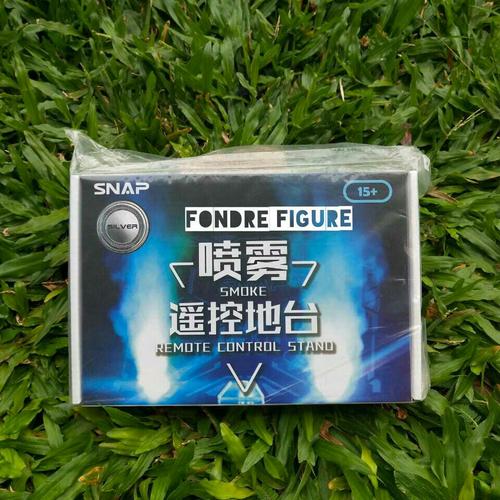 SNAP
15+
SILVER
FONDRE FIGURE
喷雾
SMOKE
遥控地台
REMOTE CONTROL STAND